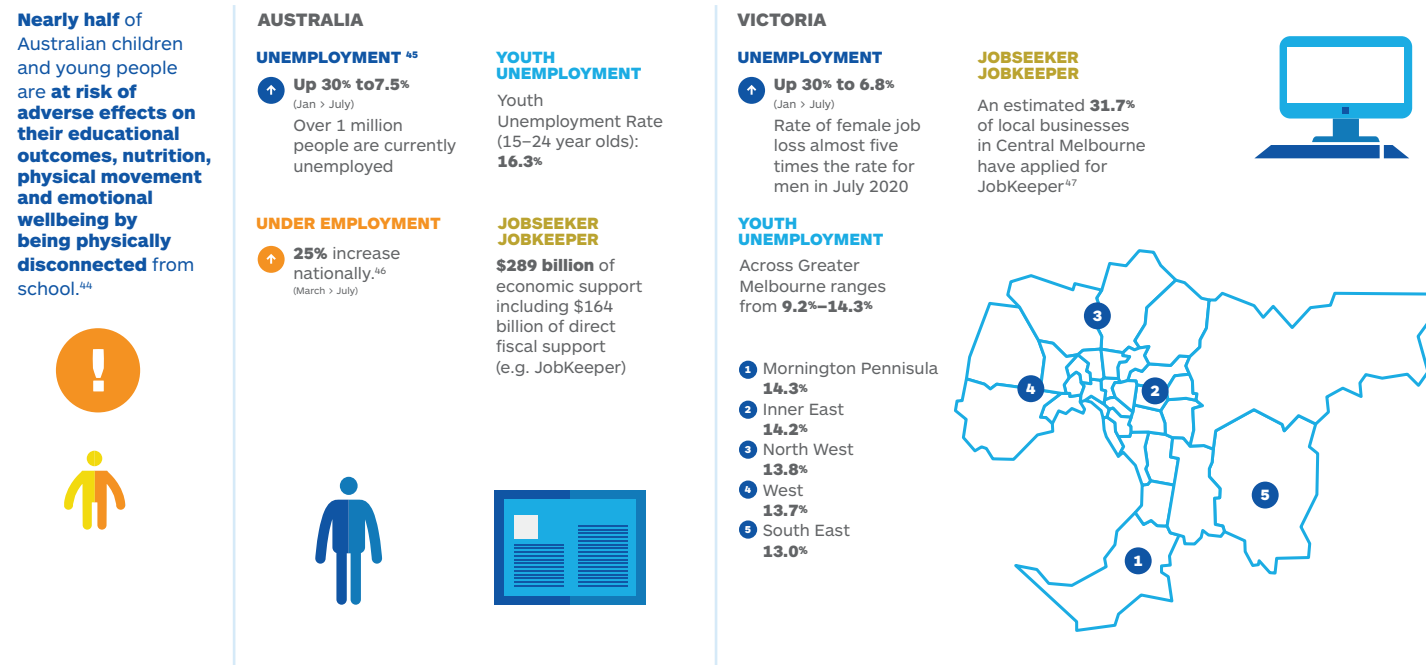 Nearly half of
Australian children
and young people
are at risk of
adverse effects on
their educational
outcomes, nutrition,
physical movement
and emotional
wellbeing by
being physically
disconnected from
school.44
!
AUSTRALIA
UNEMPLOYMENT 45
Up 30% to7.5%
(Jan > July)
Over 1 million
people are currently
unemployed
YOUTH
UNEMPLOYMENT
Youth
Unemployment Rate
(15–24 year olds):
16.3%
UNDER EMPLOYMENT
25% increase
nationally.46
(March > July)
JOBSEEKER
JOBKEEPER
$289 billion of
economic support
including $164
billion of direct
fiscal support
(e.g. JobKeeper)
VICTORIA
UNEMPLOYMENT
Up 30% to 6.8%
(Jan > July)
Rate of female job
loss almost five
times the rate for
men in July 2020
JOBSEEKER
JOBKEEPER
An estimated 31.7%
of local businesses
in Central Melbourne
have applied for
JobKeeper47
YOUTH
UNEMPLOYMENT
Across Greater
Melbourne ranges
from 9.2%–14.3%
1 Mornington Pennisula
14.3%
2 Inner East
14.2%
3 North West
13.8%
4 West
13.7%
5 South East
13.0%
3
4
2
5
1